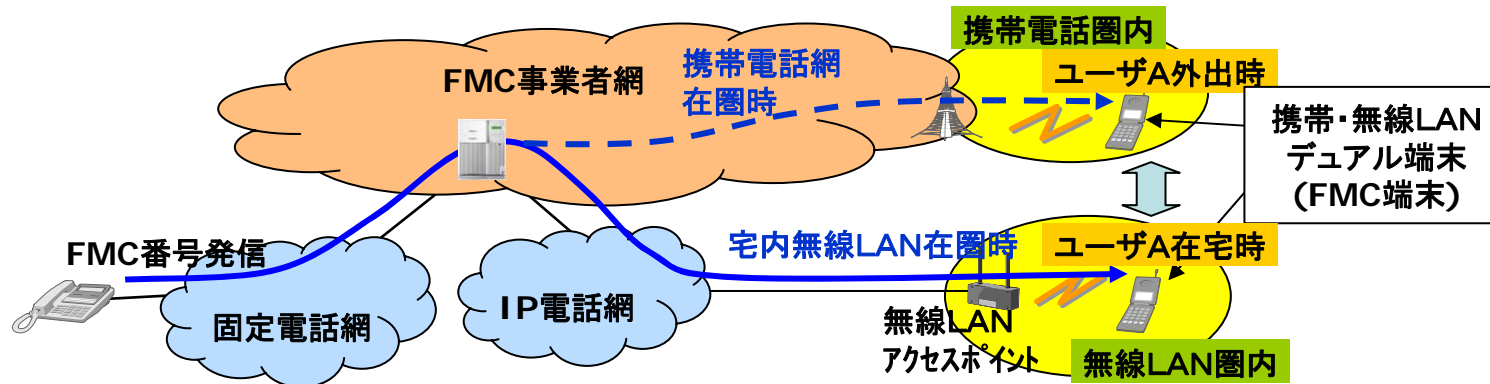 携帯電話圏内
FMC事業者網
携帯電話網
在圏時
ユーザA外出時
携帯・無線LAN
デュアル端末
(FMC端末)
FMC番号発信
宅内無線LAN在圏時
ユーザA在宅時
固定電話網
IP電話網
無線LAN
アクセスポイント
無線LAN圏内